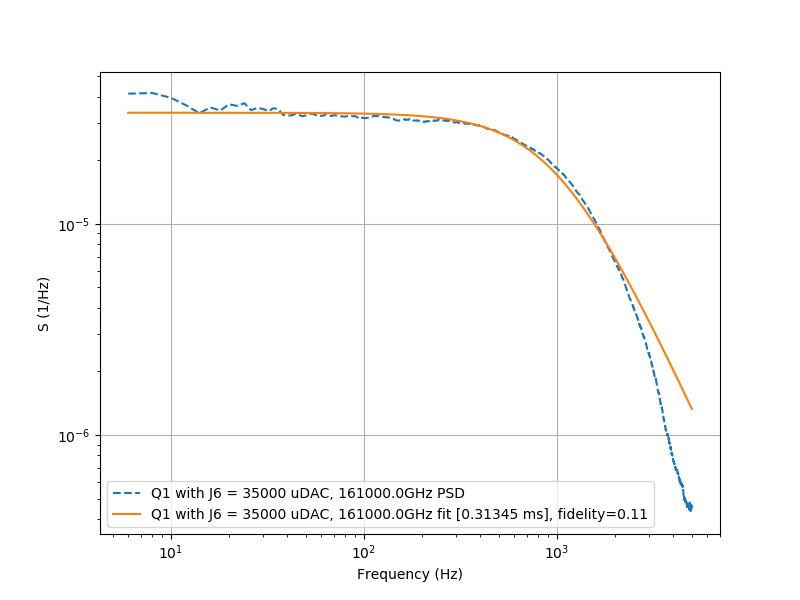 S (1/Hz)
10⁻⁵
10⁻⁶
Q1 with J6 = 35000 uDAC, 161000.0GHz PSD
Q1 with J6 = 35000 uDAC, 161000.0GHz fit [0.31345 ms], fidelity=0.11
10¹ 10² 10³
Frequency (Hz)